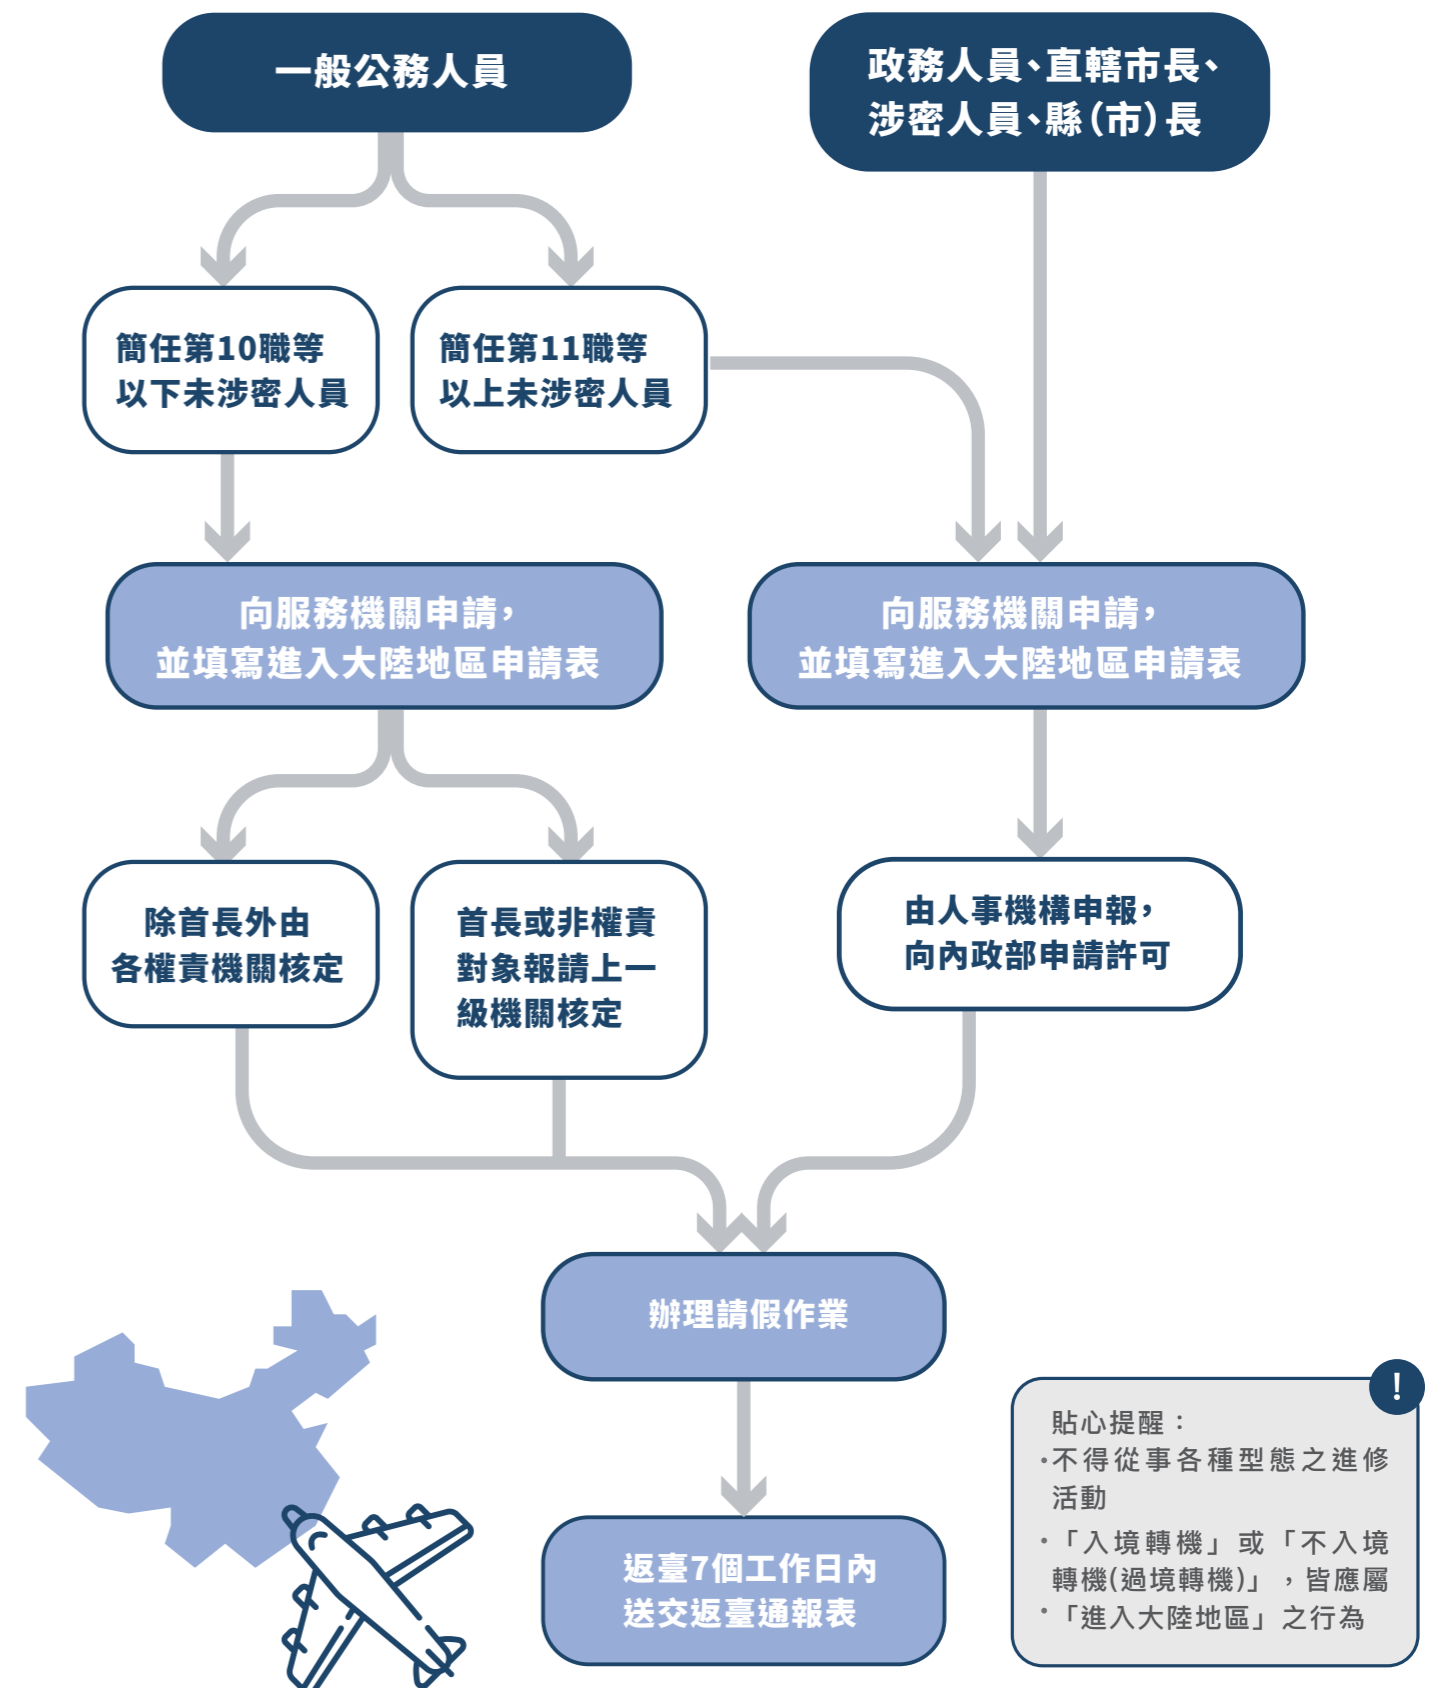 一般公務人員
政務人員、直轄市長、
涉密人員、縣(市)長
簡任第10職等
以下未涉密人員
簡任第11職等
以上未涉密人員
向服務機關申請，
並填寫進入大陸地區申請表
向服務機關申請，
並填寫進入大陸地區申請表
除首長外由
各權責機關核定
首長或非權責
對象報請上一
級機關核定
由人事機構申報，
向內政部申請許可
辦理請假作業
返臺7個工作日內
送交返臺通報表
!
貼心提醒：
·不得從事各種型態之進修
活動
·「入境轉機」或「不入境
轉機(過境轉機)」，皆應屬
·「進入大陸地區」之行為